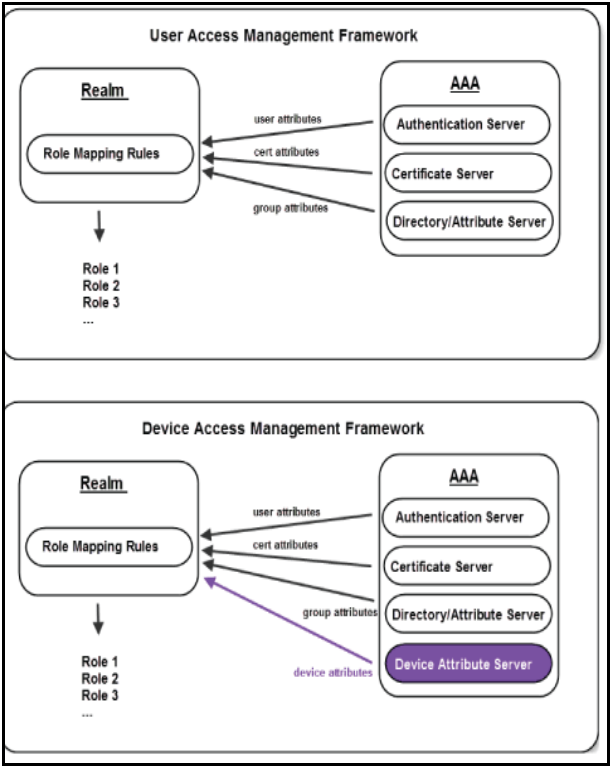 User Access Management Framework
Realm
AAA
user attributes
Authentication Server
Role Mapping Rules
cert attributes
Certificate Server
group attributes
Directory/Attribute Server
Role 1
Role 2
Role 3
...
Device Access Management Framework
Realm
AAA
user attributes
Authentication Server
Role Mapping Rules
cert attributes
Certificate Server
group attributes
Directory/Attribute Server
device attributes
Device Attribute Server
Role 1
Role 2
Role 3
...